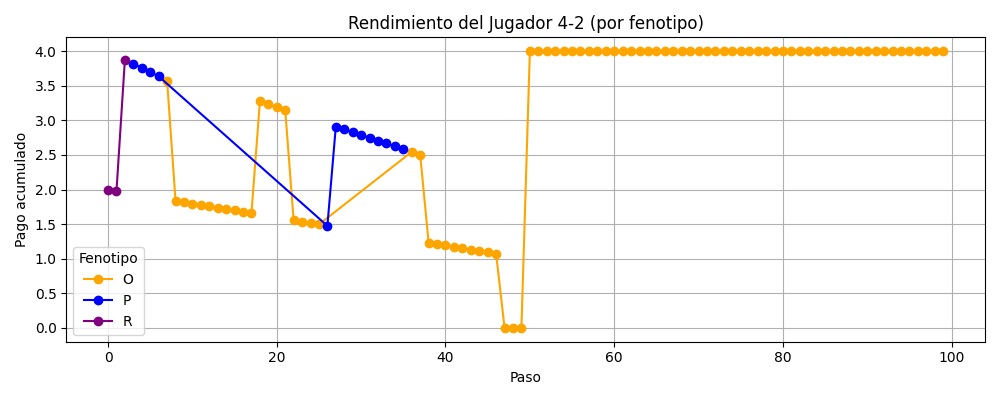 Rendimiento del Jugador 4-2 (por fenotipo)
Pago acumulado
4.0
3.5
3.0
2.5
2.0
1.5
1.0
0.5
0.0
Fenotipo
O
P
R
0 20 40 60 80 100
Paso